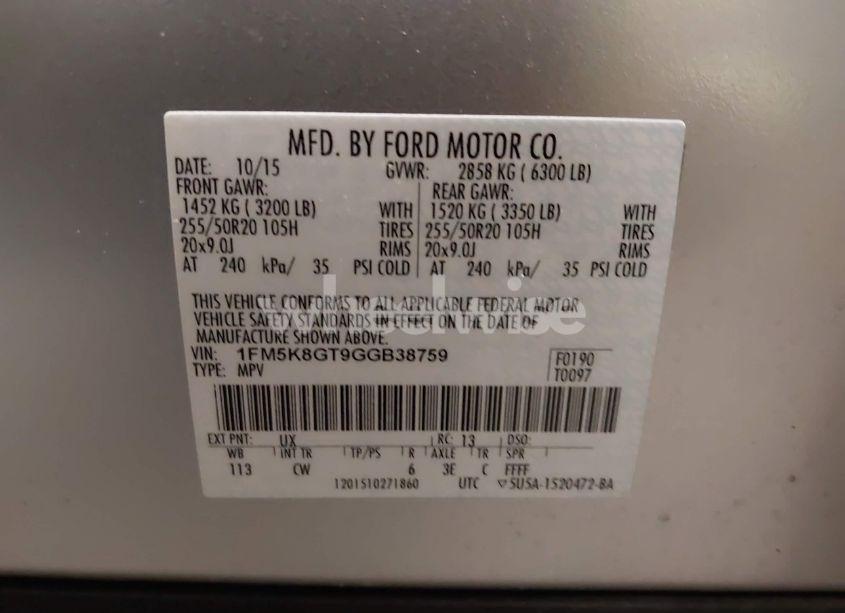 MFD. BY FORD MOTOR CO.
DATE: 10/15 GVWR: 2858 KG ( 6300 LB)
FRONT GAWR: REAR GAWR:
1452 KG ( 3200 LB) WITH 1520 KG ( 3350 LB) WITH
255/50R20 105H TIRES 255/50R20 105H TIRES
20x9.0J RIMS 20x9.0J RIMS
AT 240 kPa/ 35 PSI COLD AT 240 kPa/ 35 PSI COLD
THIS VEHICLE CONFORMS TO ALL APPLICABLE FEDERAL MOTOR
VEHICLE SAFETY STANDARDS IN EFFECT ON THE DATE OF
MANUFACTURE SHOWN ABOVE.
VIN: 1FM5K8GT9GGB38759 F0190
TYPE: MPV T0097
EXT PNT: UX RC: 13 DSO:
WB INT TR TP/PS R AXLE TR SPR
113 CW 6 3E C FFFF
1201510271860 UTC ▽5U5A-1520472-BA